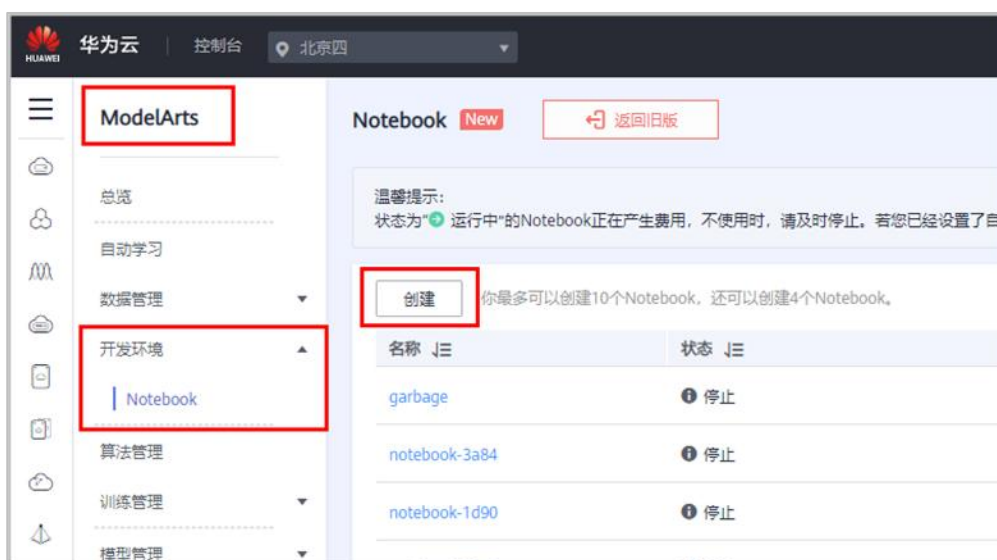 HUAWEI
华为云
控制台
北京四
ModelArts
总览
自动学习
数据管理
开发环境
Notebook
算法管理
训练管理
模型管理
Notebook New
返回旧版
温馨提示:
状态为“ 运行中”的Notebook正在产生费用，不使用时，请及时停止。若您已经设置了自
创建
你最多可以创建10个Notebook，还可以创建4个Notebook。
名称 状态
garbage 停止
notebook-3a84 停止
notebook-1d90 停止